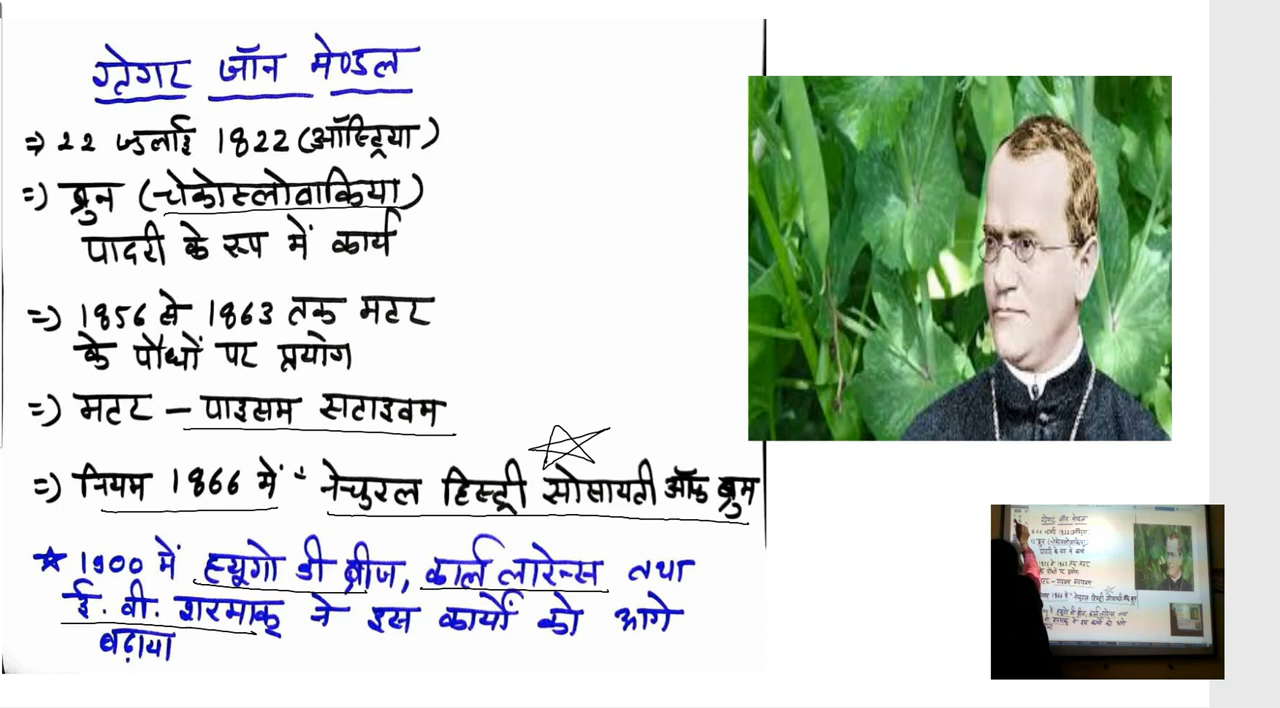 ग्रेगर जॉन मेण्डल
=> 22 जुलाई 1822 (ऑस्ट्रिया)
=> ब्रुन (चेकोस्लोवाकिया)
पादरी के रूप में कार्य
=> 1856 से 1863 तक मटर
के पौधों पर प्रयोग
=> मटर – पाइसम सटाइवम
=> नियम 1866 में " नेचुरल हिस्ट्री सोसायटी ऑफ ब्रुन
★ 1900 में ह्यूगो डी व्रीज, कार्ल लारेन्स तथा
ई. वी. शरमाक् ने इस कार्यों को आगे
बढ़ाया